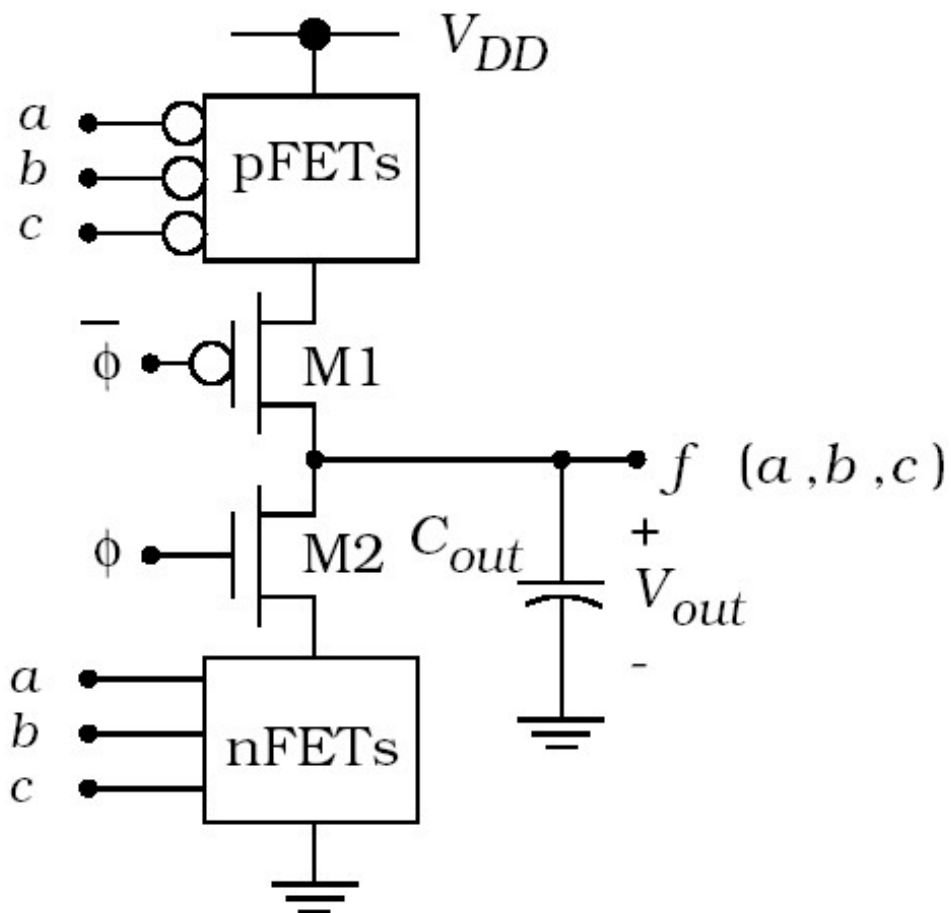 V_DD
a
b
c
pFETs
ϕ̅
M1
f (a,b,c)
ϕ
M2
C_out
+
V_out
-
a
b
c
nFETs